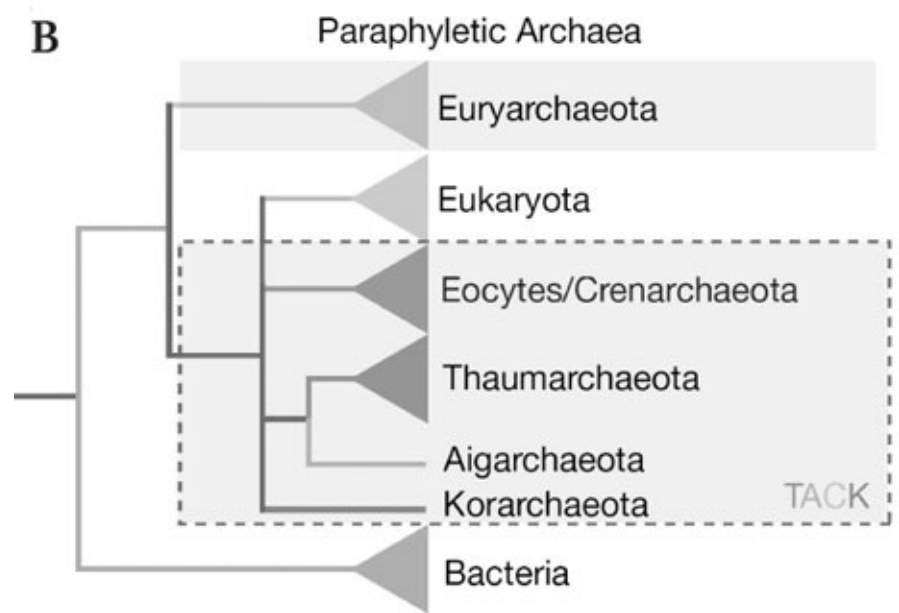 B
Paraphyletic Archaea
Euryarchaeota
Eukaryota
Eocytes/Crenarchaeota
Thaumarchaeota
Aigarchaeota
Korarchaeota
TACK
Bacteria